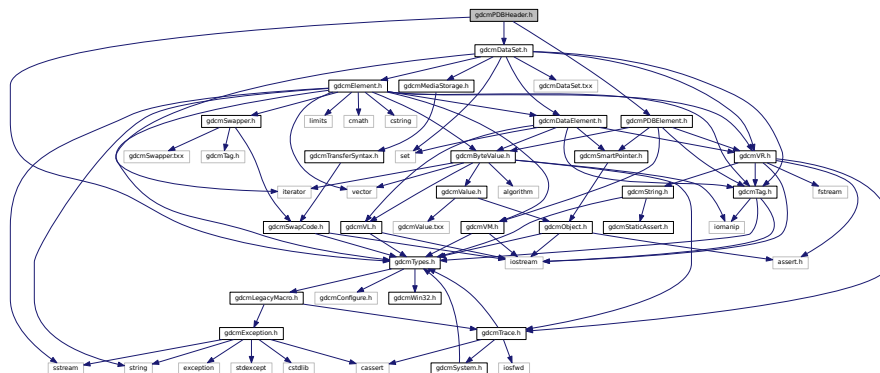 gdcmPDBHeader.h
gdcmDataSet.h
gdcmElement.h
gdcmMediaStorage.h
gdcmDataSet.txx
gdcmSwapper.h
limits
cmath
cstring
gdcmDataElement.h
gdcmPDBElement.h
gdcmSwapper.txx
gdcmTag.h
gdcmTransferSyntax.h
set
gdcmByteValue.h
gdcmSmartPointer.h
gdcmVR.h
iterator
vector
gdcmValue.h
algorithm
gdcmString.h
gdcmTag.h
fstream
gdcmSwapCode.h
gdcmVL.h
gdcmValue.txx
gdcmVM.h
gdcmObject.h
gdcmStaticAssert.h
iomanip
gdcmTypes.h
iostream
assert.h
gdcmLegacyMacro.h
gdcmConfigure.h
gdcmWin32.h
gdcmException.h
gdcmTrace.h
sstream
string
exception
stdexcept
cstdlib
cassert
gdcmSystem.h
iosfwd